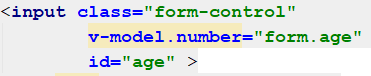 <input class="form-control"
v-model.number="form.age"
id="age" >